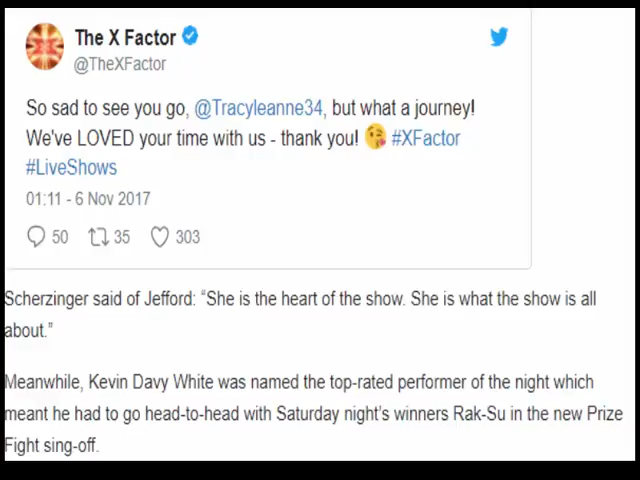 The X Factor
@TheXFactor
So sad to see you go, @Tracyleanne34, but what a journey!
We've LOVED your time with us - thank you! 😘 #XFactor
#LiveShows
01:11 - 6 Nov 2017
50 35 303
Scherzinger said of Jefford: “She is the heart of the show. She is what the show is all
about.”
Meanwhile, Kevin Davy White was named the top-rated performer of the night which
meant he had to go head-to-head with Saturday night’s winners Rak-Su in the new Prize
Fight sing-off.